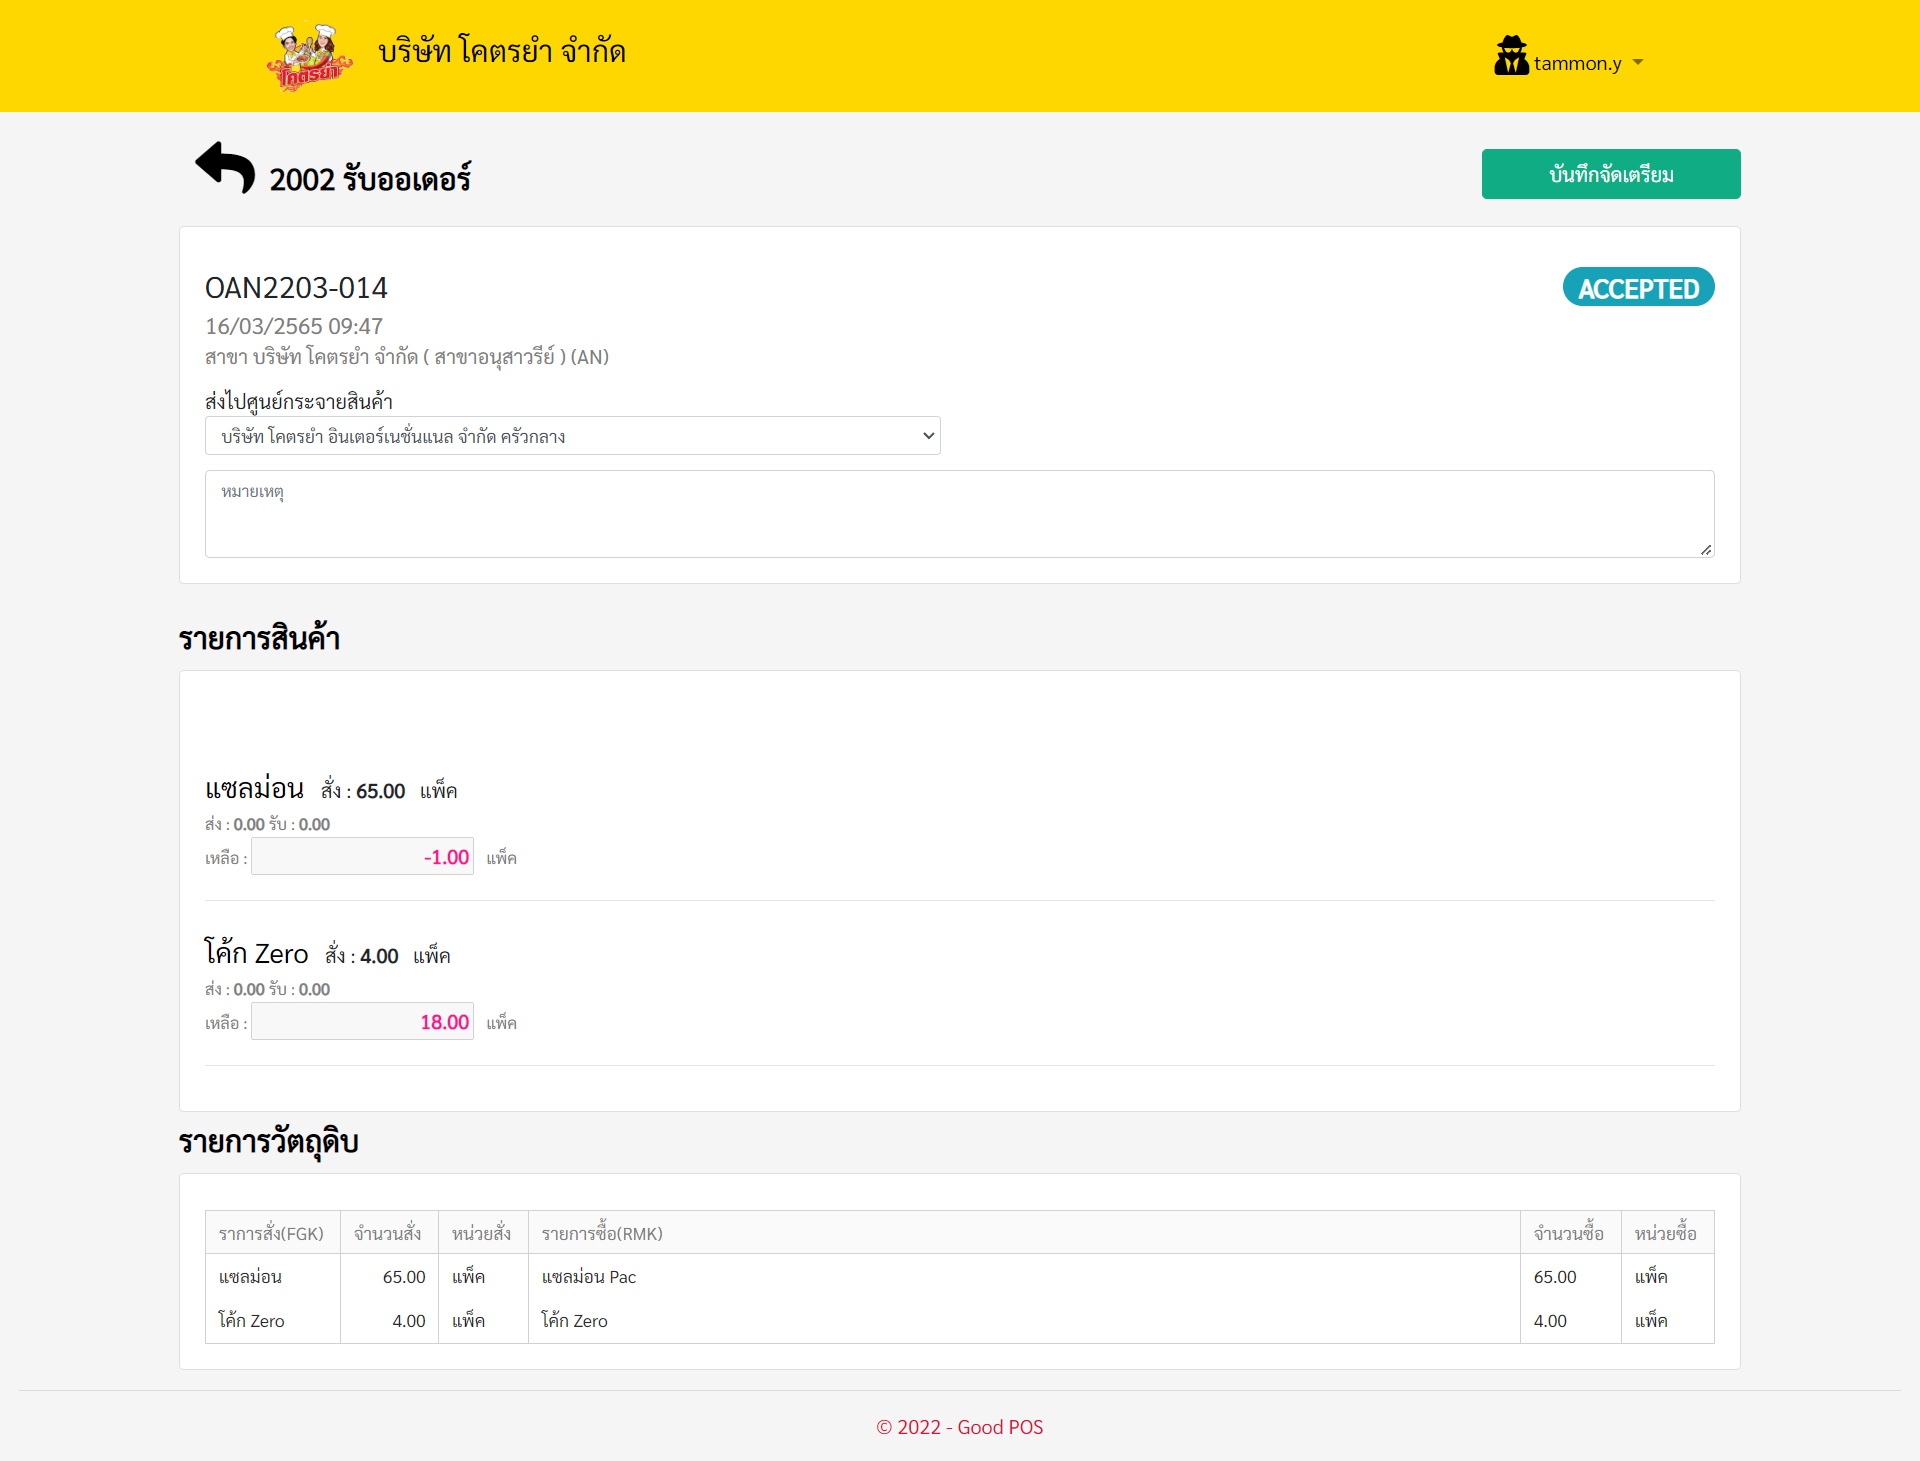 โคตรยำ
บริษัท โคตรยำ จำกัด
tammon.y
2002 รับออเดอร์
บันทึกจัดเตรียม
OAN2203-014
ACCEPTED
16/03/2565 09:47
สาขา บริษัท โคตรยำ จำกัด ( สาขาอนุสาวรีย์ ) (AN)
ส่งไปศูนย์กระจายสินค้า
บริษัท โคตรยำ อินเตอร์เนชั่นแนล จำกัด ครัวกลาง
หมายเหตุ
รายการสินค้า
แซลม่อน สั่ง : 65.00 แพ็ค
ส่ง : 0.00 รับ : 0.00
เหลือ : -1.00 แพ็ค
โค้ก Zero สั่ง : 4.00 แพ็ค
ส่ง : 0.00 รับ : 0.00
เหลือ : 18.00 แพ็ค
รายการวัตถุดิบ
ราการสั่ง(FGK) จำนวนสั่ง หน่วยสั่ง รายการซื้อ(RMK) จำนวนซื้อ หน่วยซื้อ
แซลม่อน 65.00 แพ็ค แซลม่อน Pac 65.00 แพ็ค
โค้ก Zero 4.00 แพ็ค โค้ก Zero 4.00 แพ็ค
© 2022 - Good POS